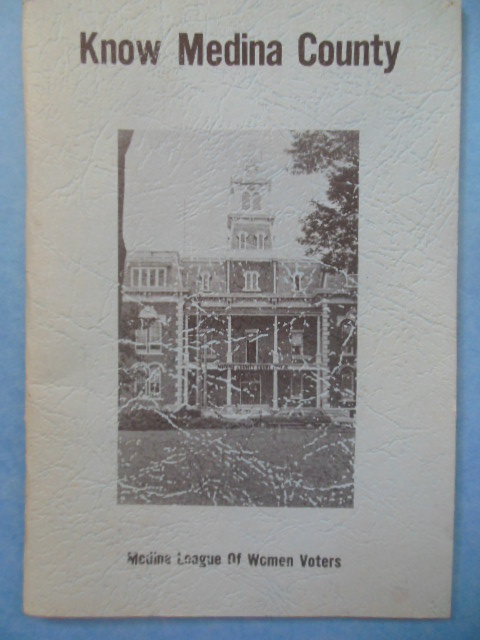 Know Medina County
Medina League Of Women Voters